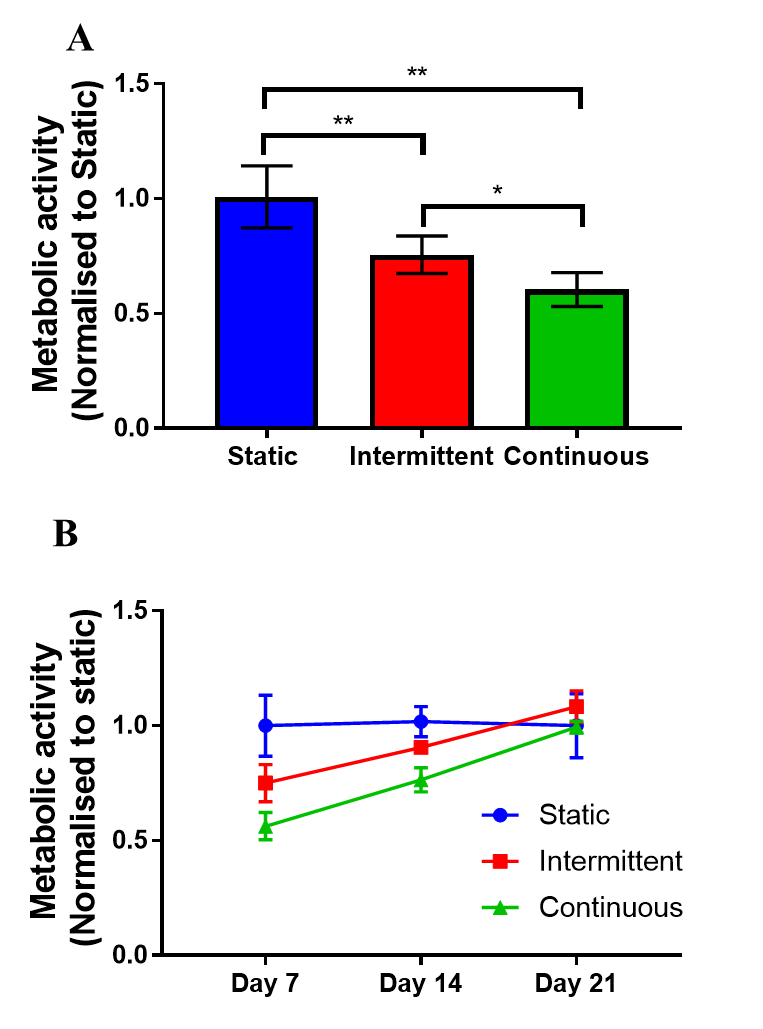 A
Metabolic activity
(Normalised to Static)
1.5
1.0
0.5
0.0
**
**
*
Static Intermittent Continuous
B
Metabolic activity
(Normalised to static)
1.5
1.0
0.5
0.0
Static
Intermittent
Continuous
Day 7 Day 14 Day 21